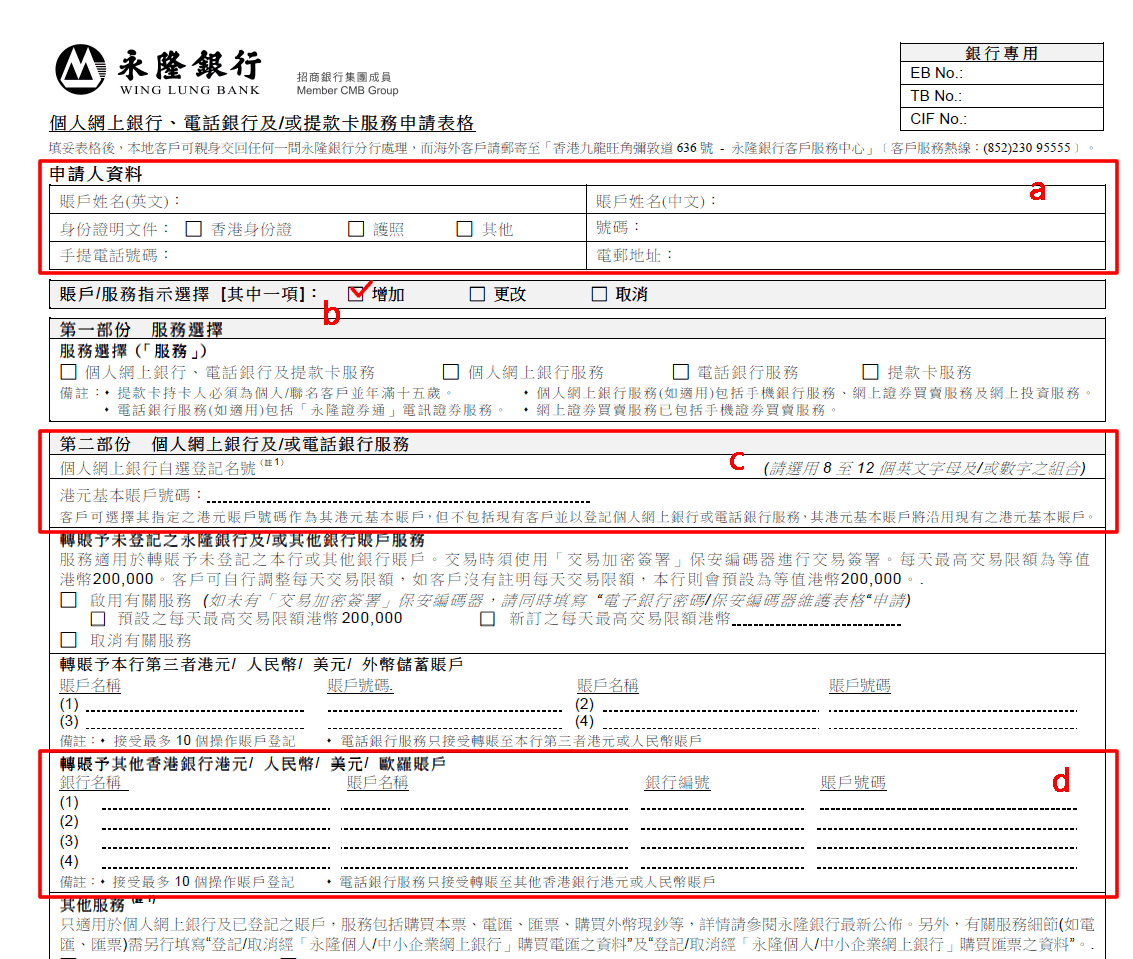 永隆銀行
WING LUNG BANK
招商銀行集團成員
Member CMB Group
銀行專用
EB No.:
TB No.:
CIF No.:
個人網上銀行、電話銀行及/或提款卡服務申請表格
填妥表格後，本地客戶可親身交回任何一間永隆銀行分行處理，而海外客戶請郵寄至「香港九龍旺角彌敦道 636 號 - 永隆銀行客戶服務中心」﹝客戶服務熱線：(852)230 95555﹞。
申請人資料
a
賬戶姓名(英文)：
賬戶姓名(中文)：
身份證明文件： 香港身份證 護照 其他
號碼：
手提電話號碼：
電郵地址：
賬戶/服務指示選擇 [其中一項]： 增加 更改 取消
b
第一部份 服務選擇
服務選擇 (「服務」)
個人網上銀行、電話銀行及提款卡服務 個人網上銀行服務 電話銀行服務 提款卡服務
備註：• 提款卡持卡人必須為個人/聯名客戶並年滿十五歲。 • 個人網上銀行服務(如適用)包括手機銀行服務、網上證券買賣服務及網上投資服務。
• 電話銀行服務(如適用)包括「永隆證券通」電訊證券服務。 • 網上證券買賣服務已包括手機證券買賣服務。
第二部份 個人網上銀行及/或電話銀行服務
個人網上銀行自選登記名號(註1) c (請選用 8 至 12 個英文字母及/或數字之組合)
港元基本賬戶號碼：
客戶可選擇其指定之港元賬戶號碼作為其港元基本賬戶，但不包括現有客戶並以登記個人網上銀行或電話銀行服務，其港元基本賬戶將沿用現有之港元基本賬戶。
轉賬予未登記之永隆銀行及/或其他銀行賬戶服務
服務適用於轉賬予未登記之本行或其他銀行賬戶。交易時須使用「交易加密簽署」保安編碼器進行交易簽署。每天最高交易限額為等值
港幣200,000。客戶可自行調整每天交易限額，如客戶沒有註明每天交易限額，本行則會預設為等值港幣200,000。.
啟用有關服務 (如未有「交易加密簽署」保安編碼器，請同時填寫 “電子銀行密碼/保安編碼器維護表格“申請)
預設之每天最高交易限額港幣 200,000 新訂之每天最高交易限額港幣
取消有關服務
轉賬予本行第三者港元/ 人民幣/ 美元/ 外幣儲蓄賬戶
賬戶名稱 賬戶號碼. 賬戶名稱 賬戶號碼
(1) (2)
(3) (4)
備註：• 接受最多 10 個操作賬戶登記 • 電話銀行服務只接受轉賬至本行第三者港元或人民幣賬戶
轉賬予其他香港銀行港元/ 人民幣/ 美元/ 歐羅賬戶
d
銀行名稱 賬戶名稱 銀行編號 賬戶號碼
(1)
(2)
(3)
(4)
備註：• 接受最多 10 個操作賬戶登記 • 電話銀行服務只接受轉賬至其他香港銀行港元或人民幣賬戶
其他服務 (註1)
只適用於個人網上銀行及已登記之賬戶，服務包括購買本票、電匯、匯票、購買外幣現鈔等，詳情請參閱永隆銀行最新公佈。另外，有關服務細節(如電
匯、匯票)需另行填寫“登記/取消經「永隆個人/中小企業網上銀行」購買電匯之資料”及“登記/取消經「永隆個人/中小企業網上銀行」購買匯票之資料”。.